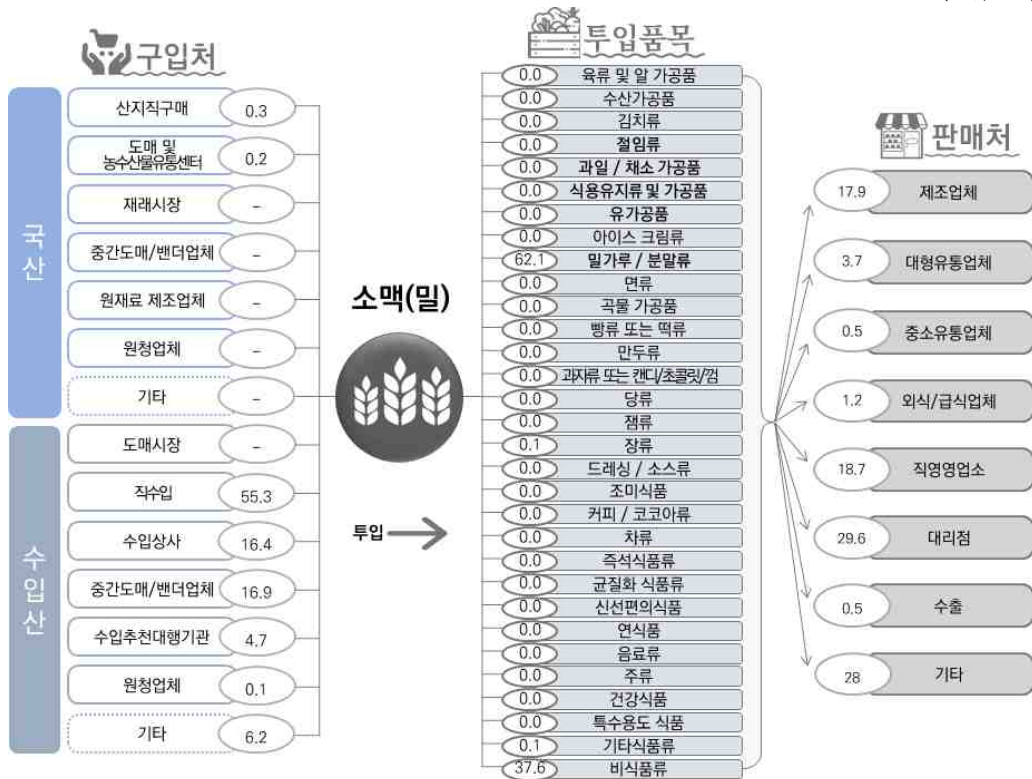 구입처
국산
산지직구매
0.3
도매 및
농수산물유통센터
0.2
재래시장
–
중간도매/밴더업체
–
원재료 제조업체
–
원청업체
–
기타
–
수입산
도매시장
–
직수입
55.3
수입상사
16.4
중간도매/밴더업체
16.9
수입추천대행기관
4.7
원청업체
0.1
기타
6.2
소맥(밀)
투입
투입품목
0.0 육류 및 알 가공품
0.0 수산가공품
0.0 김치류
0.0 절임류
0.0 과일 / 채소 가공품
0.0 식용유지류 및 가공품
0.0 유가공품
0.0 아이스 크림류
62.1 밀가루 / 분말류
0.0 면류
0.0 곡물 가공품
0.0 빵류 또는 떡류
0.0 만두류
0.0 과자류 또는 캔디/초콜릿/껌
0.0 당류
0.0 잼류
0.1 장류
0.0 드레싱 / 소스류
0.0 조미식품
0.0 커피 / 코코아류
0.0 차류
0.0 즉석식품류
0.0 균질화 식품류
0.0 신선편의식품
0.0 연식품
0.0 음료류
0.0 주류
0.0 건강식품
0.0 특수용도 식품
0.1 기타식품류
37.6 비식품류
판매처
17.9 제조업체
3.7 대형유통업체
0.5 중소유통업체
1.2 외식/급식업체
18.7 직영영업소
29.6 대리점
0.5 수출
28 기타